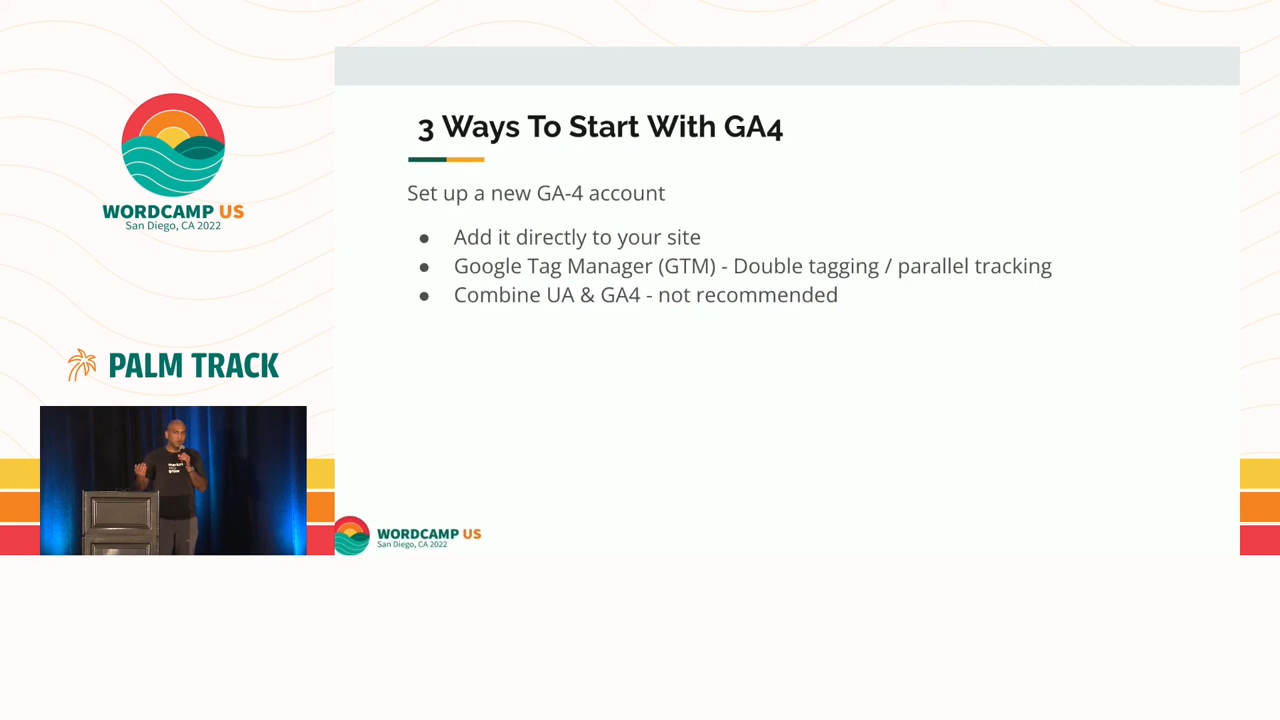 WORDCAMP US
San Diego, CA 2022
PALM TRACK
3 Ways To Start With GA4
Set up a new GA-4 account
● Add it directly to your site
● Google Tag Manager (GTM) - Double tagging / parallel tracking
● Combine UA & GA4 - not recommended
WORDCAMP US
San Diego, CA 2022